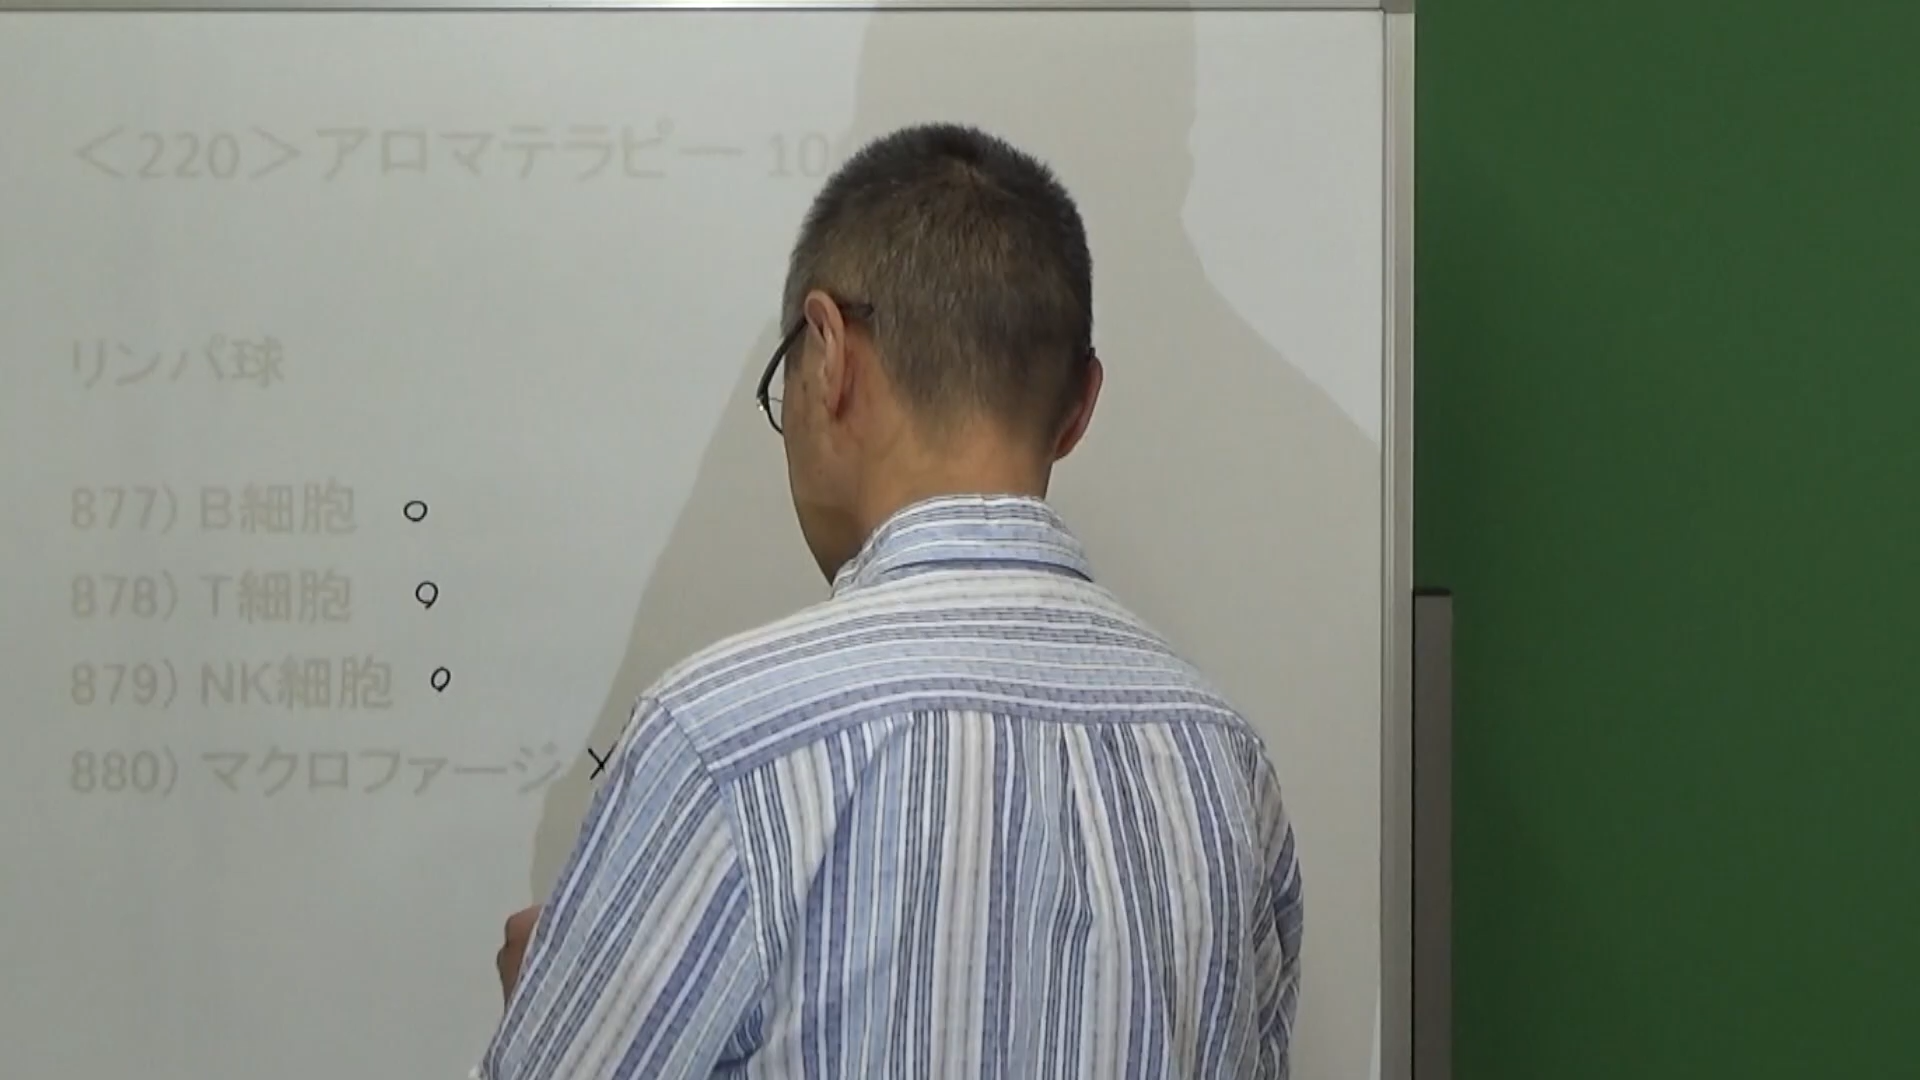 <220>アロマテラピー 10
リンパ球
877) B細胞 ○
878) T細胞 ○
879) NK細胞 ○
880) マクロファージ ×